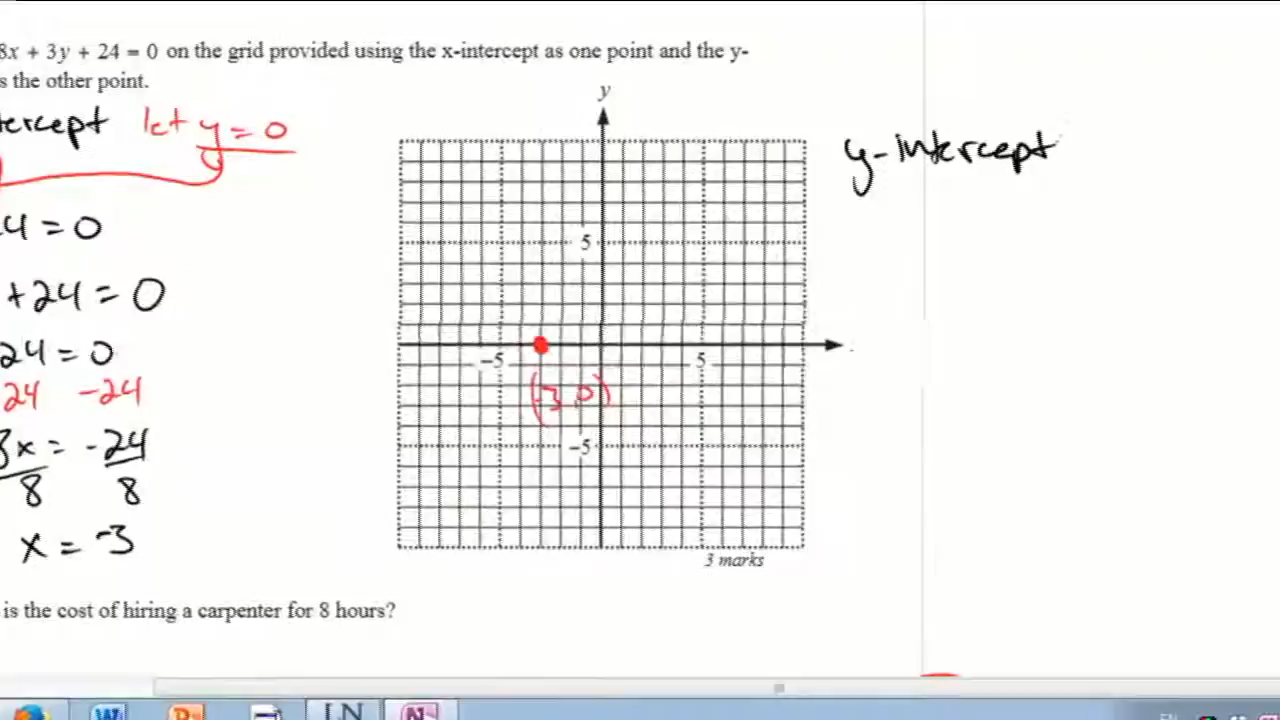 8x + 3y + 24 = 0 on the grid provided using the x-intercept as one point and the y-
s the other point.
tercept let y = 0
24 = 0
+ 24 = 0
24 = 0
24 -24
8x = -24
8 8
x = -3
y
5
-5
5
(-3, 0)
-5
3 marks
y-intercept
is the cost of hiring a carpenter for 8 hours?